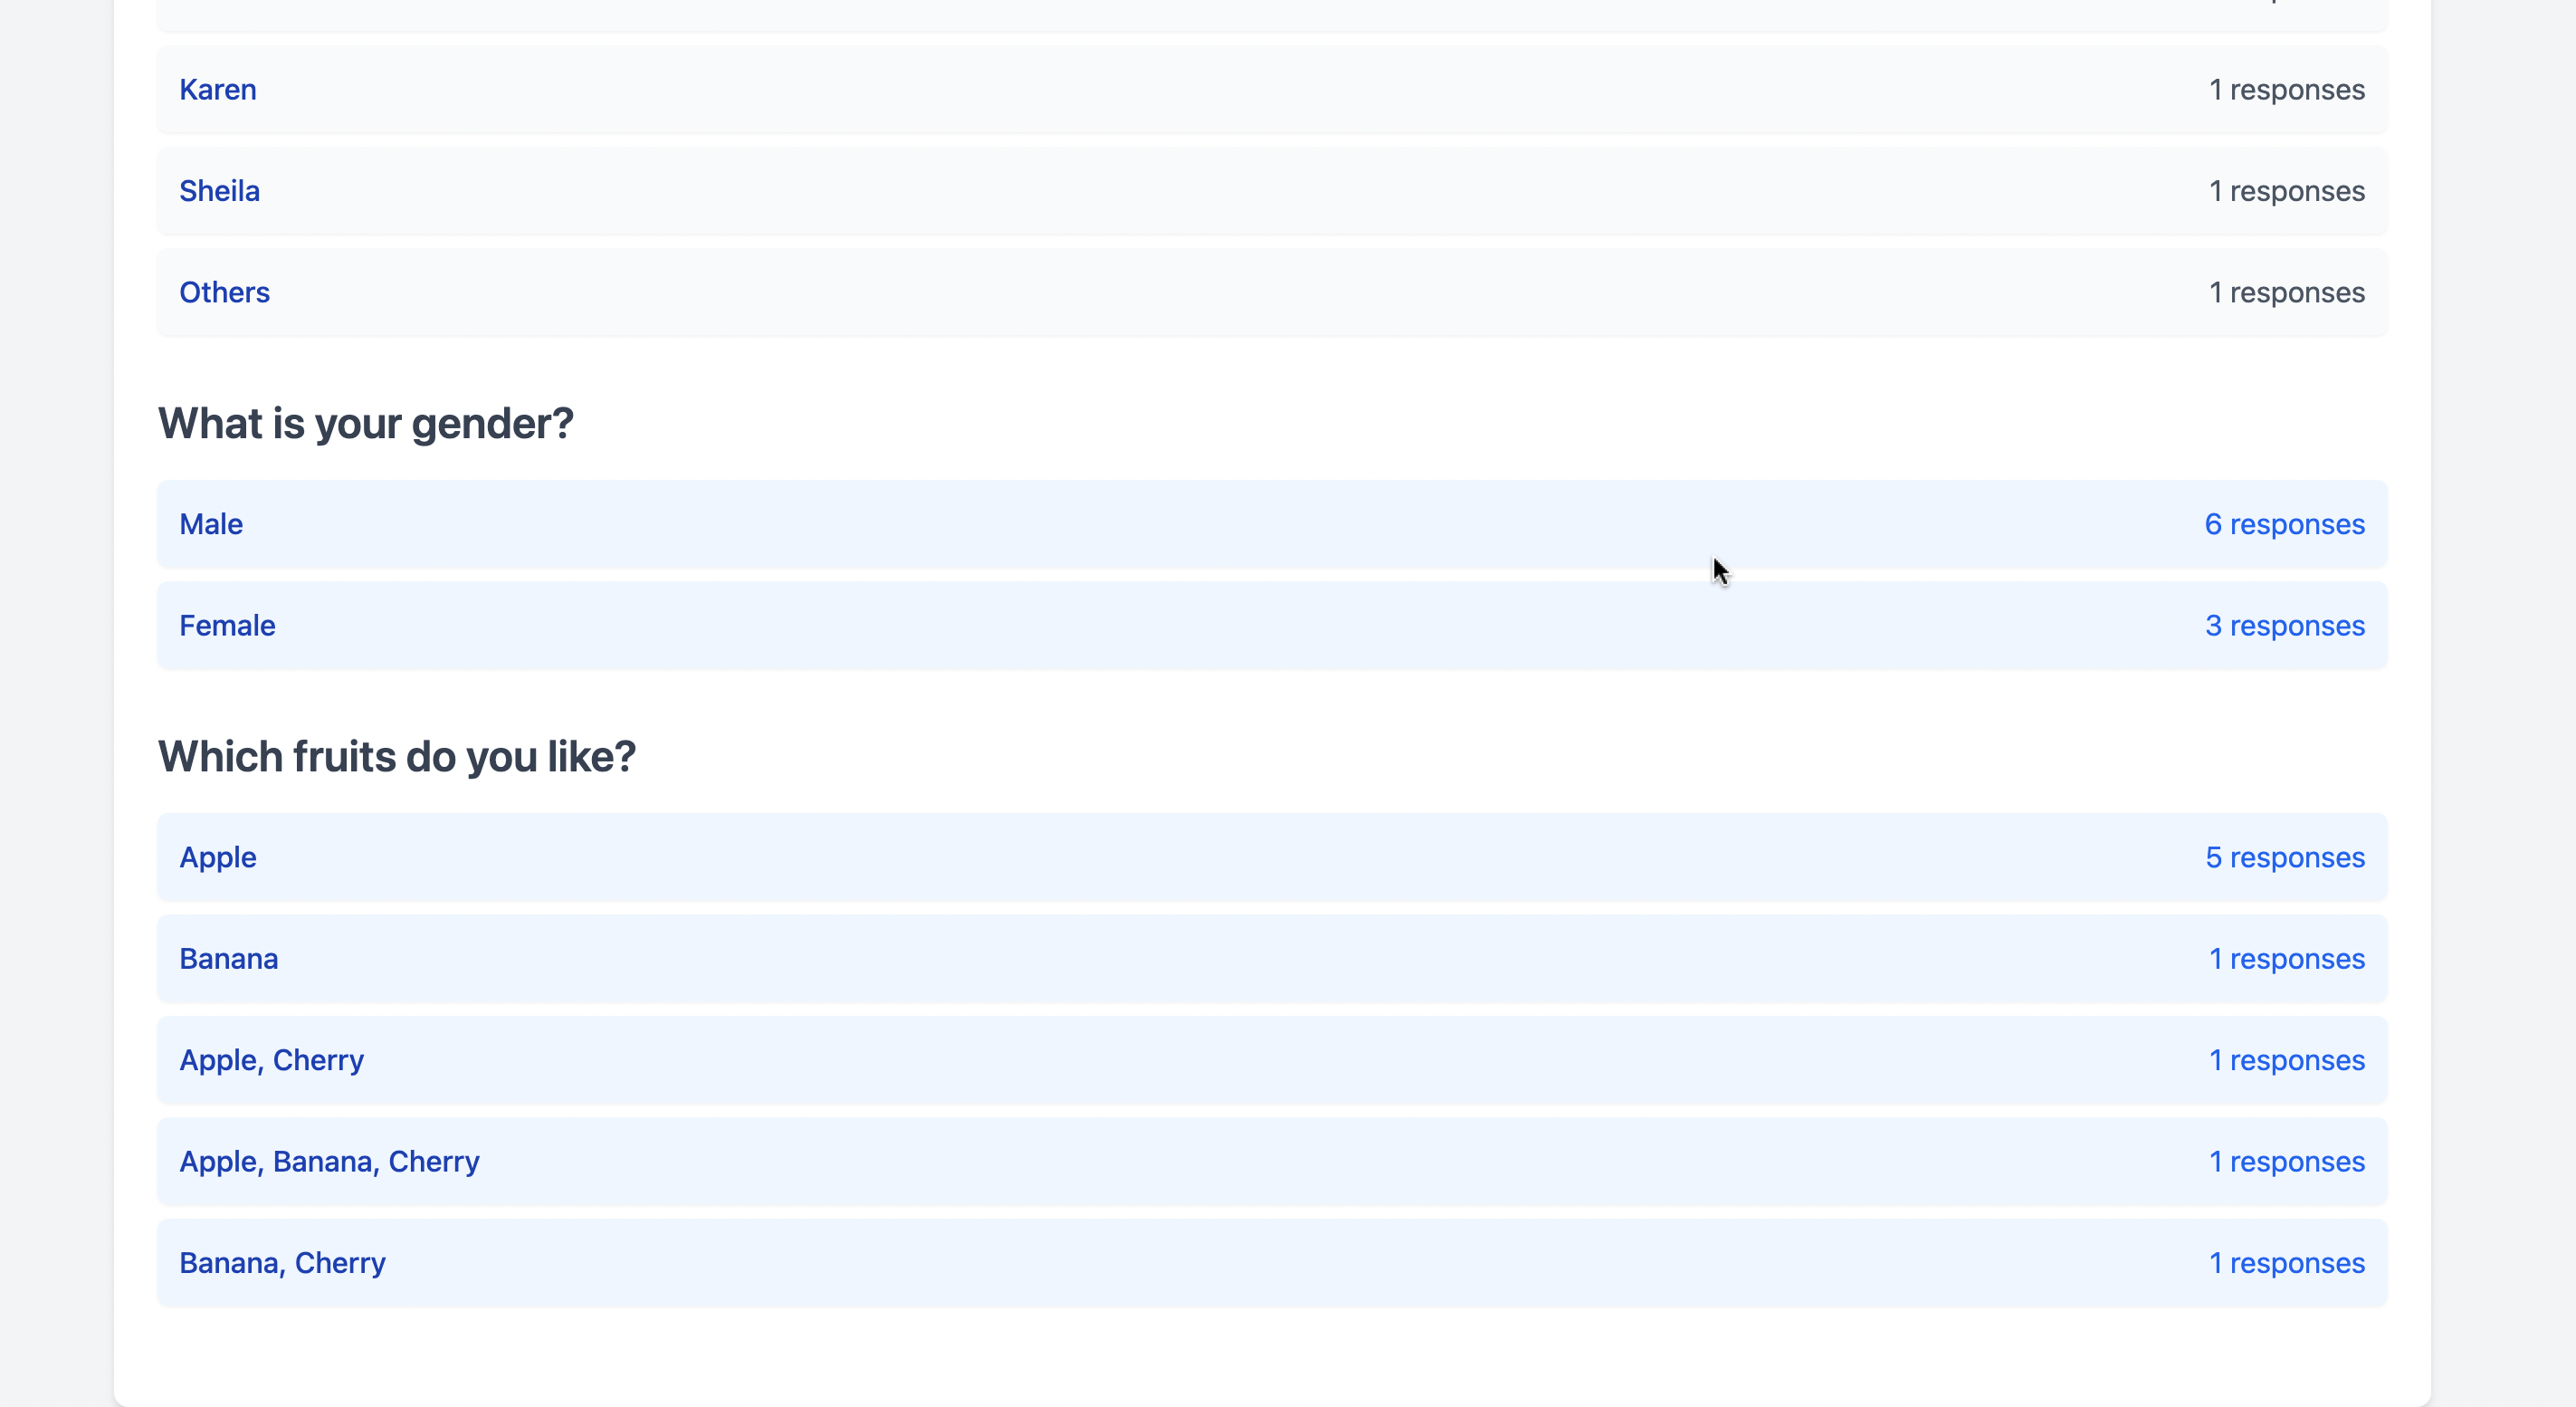 Karen 1 responses
Sheila 1 responses
Others 1 responses
What is your gender?
Male 6 responses
Female 3 responses
Which fruits do you like?
Apple 5 responses
Banana 1 responses
Apple, Cherry 1 responses
Apple, Banana, Cherry 1 responses
Banana, Cherry 1 responses